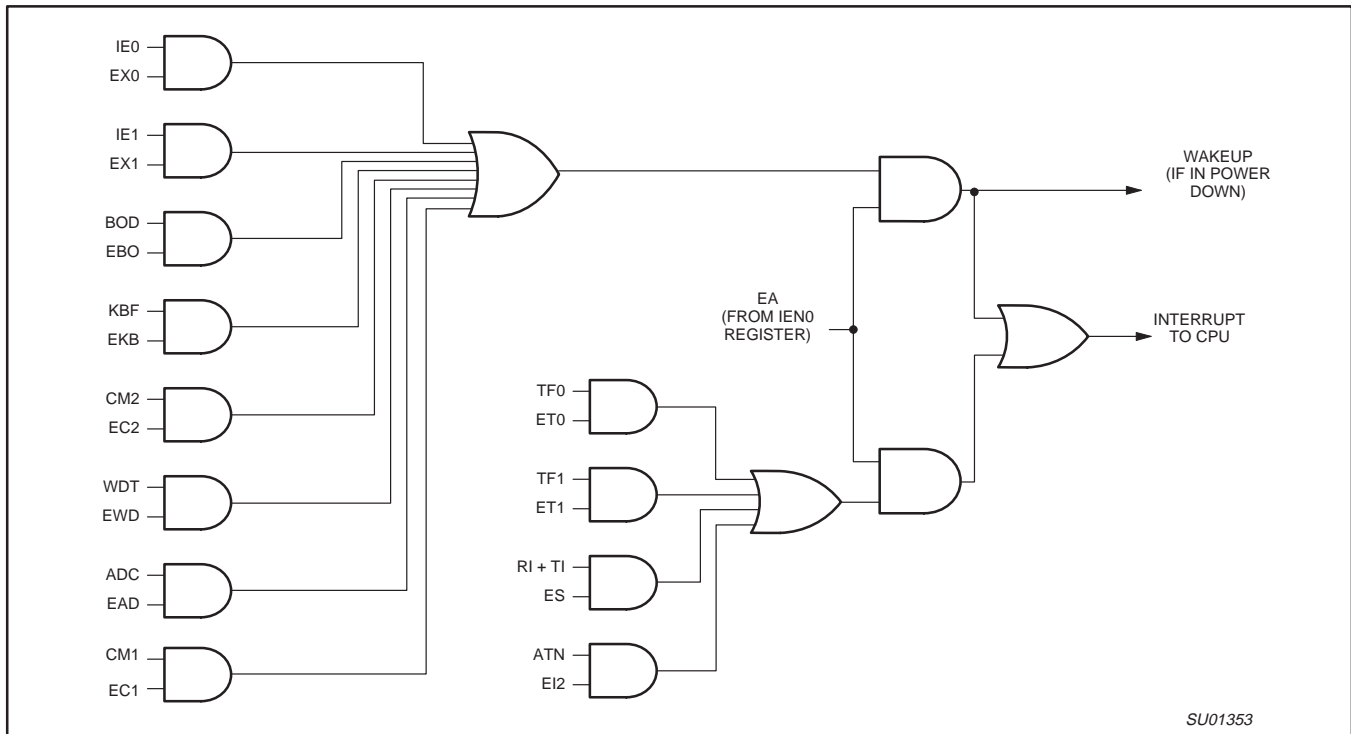 IE0
EX0
IE1
EX1
BOD
EBO
KBF
EKB
CM2
EC2
WDT
EWD
ADC
EAD
CM1
EC1
EA
(FROM IEN0
REGISTER)
TF0
ET0
TF1
ET1
RI + TI
ES
ATN
EI2
WAKEUP
(IF IN POWER
DOWN)
INTERRUPT
TO CPU
SU01353